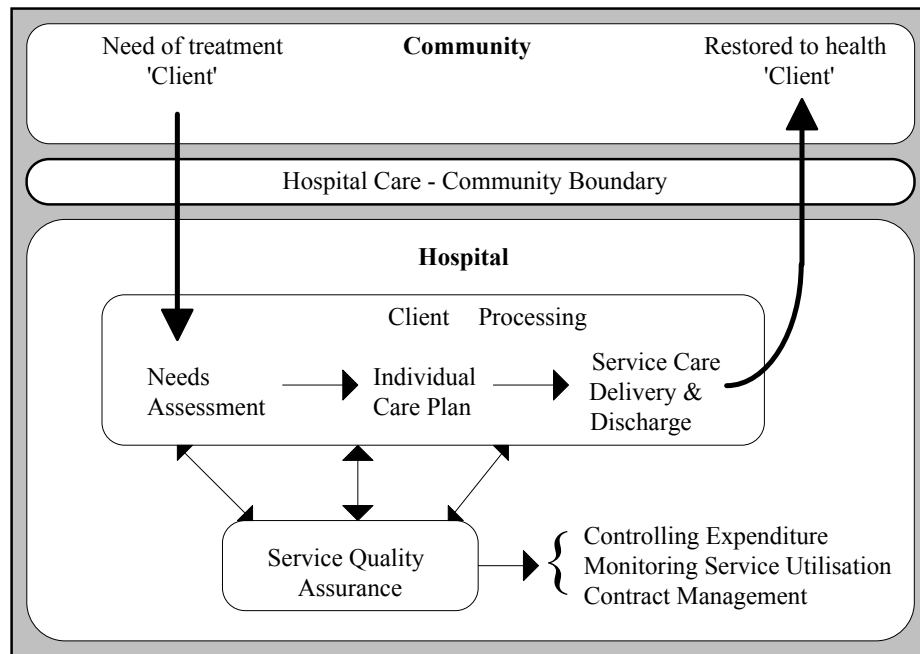 Need of treatment
'Client'
Community
Restored to health
'Client'
Hospital Care - Community Boundary
Hospital
Client Processing
Needs
Assessment
Individual
Care Plan
Service Care
Delivery &
Discharge
Service Quality
Assurance
Controlling Expenditure
Monitoring Service Utilisation
Contract Management